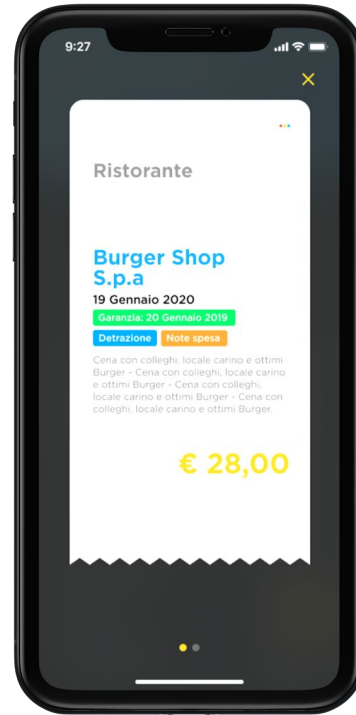 9:27
Ristorante
Burger Shop
S.p.a
19 Gennaio 2020
Garanzia: 20 Gennaio 2019
Detrazione Note spesa
Cena con colleghi, locale carino e ottimi
Burger - Cena con colleghi, locale carino
e ottimi Burger - Cena con colleghi,
locale carino e ottimi Burger - Cena con
colleghi, locale carino e ottimi Burger.
€ 28,00